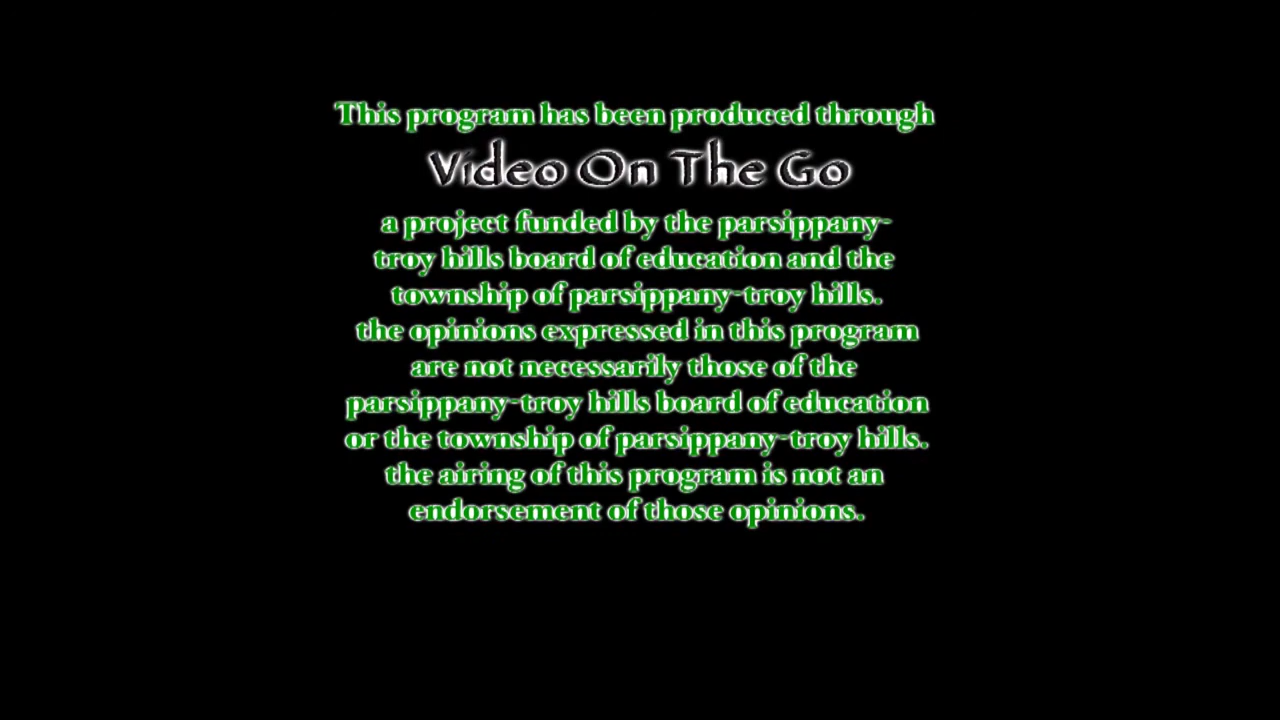 This program has been produced through
Video On The Go
a project funded by the parsippany-
troy hills board of education and the
township of parsippany-troy hills.
the opinions expressed in this program
are not necessarily those of the
parsippany-troy hills board of education
or the township of parsippany-troy hills.
the airing of this program is not an
endorsement of those opinions.